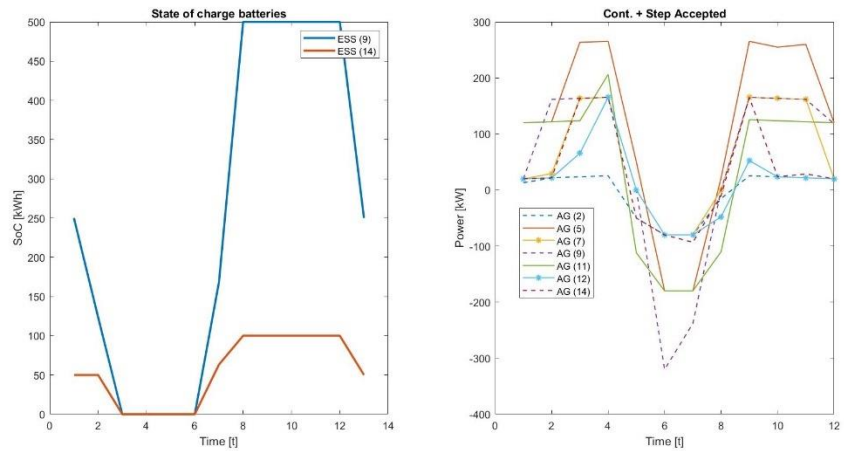 State of charge batteries
500
450
400
350
300
250
200
150
100
50
0
SoC [kWh]
ESS (9)
ESS (14)
0
2
4
6
8
10
12
14
Time [t]
Cont. + Step Accepted
300
200
100
0
-100
-200
-300
-400
Power [kW]
AG (2)
AG (5)
AG (7)
AG (9)
AG (11)
AG (12)
AG (14)
0
2
4
6
8
10
12
Time [t]